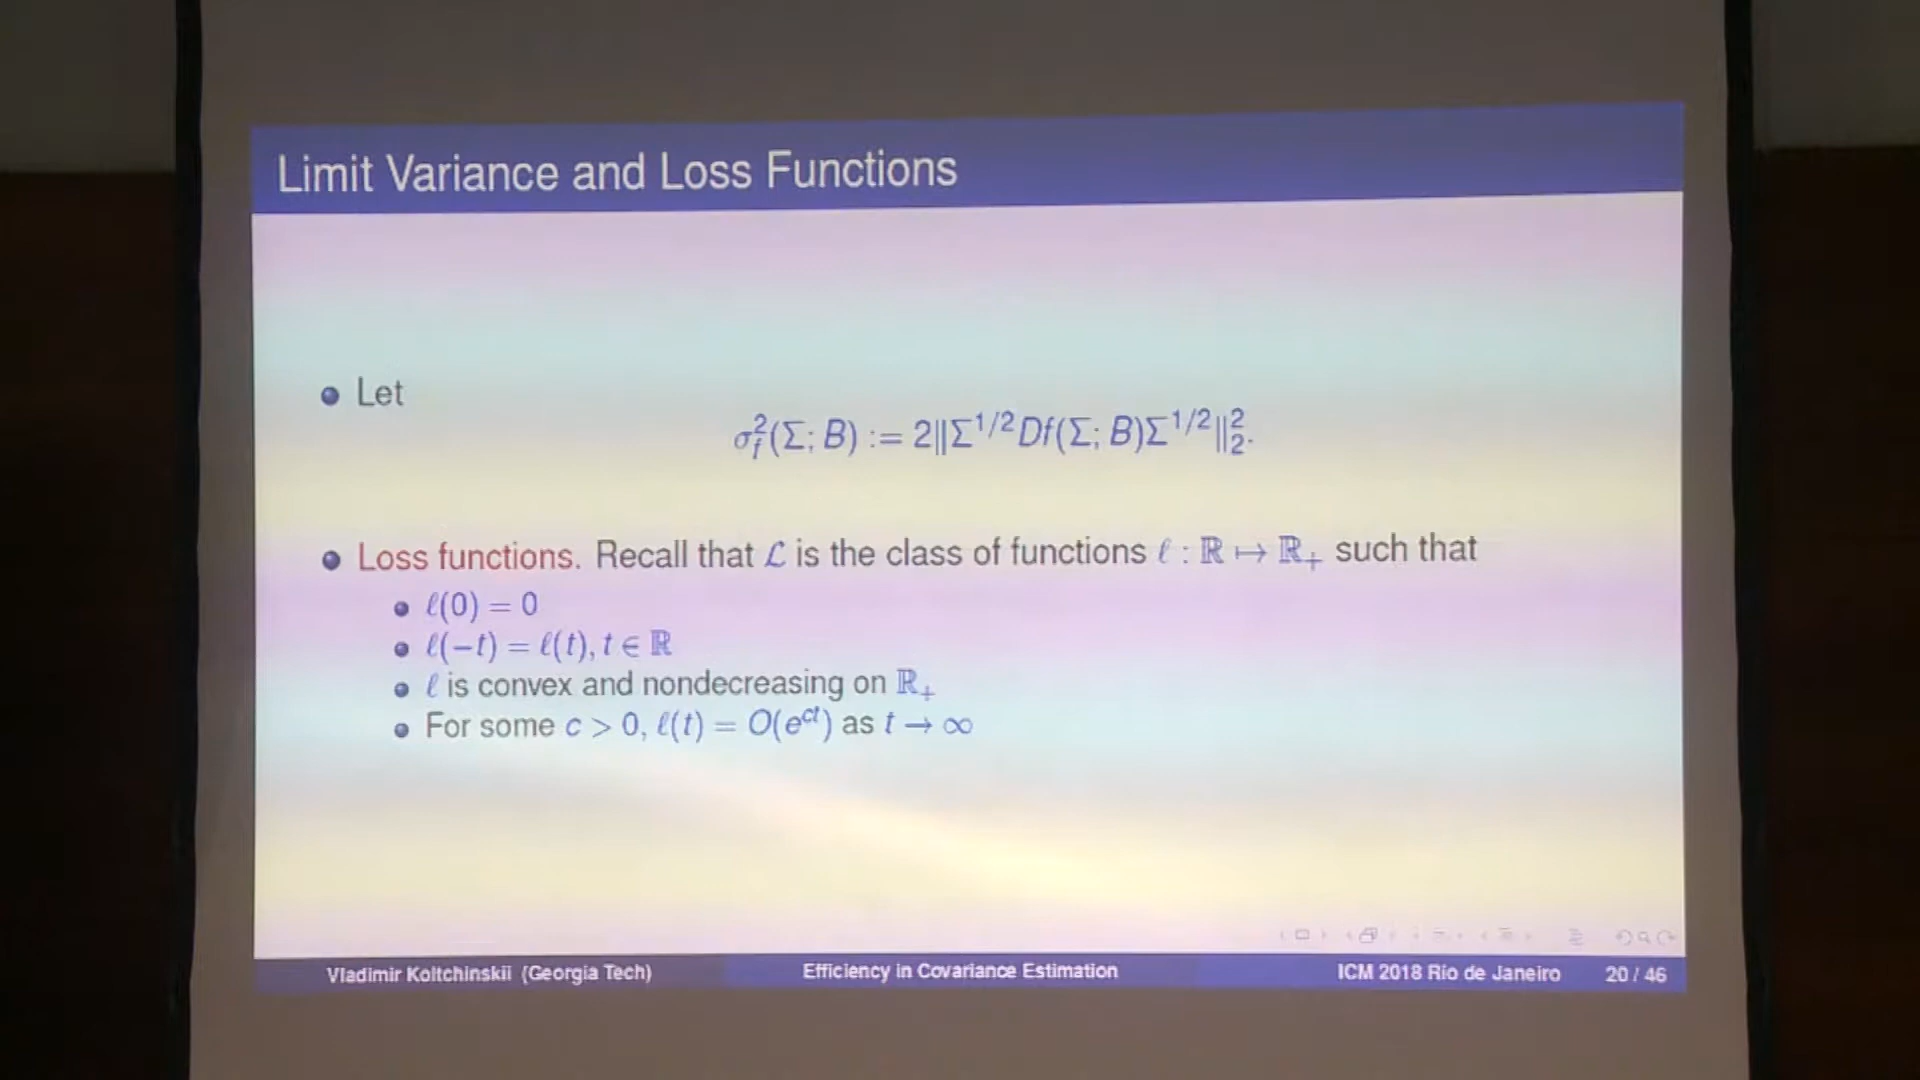 Limit Variance and Loss Functions
Let
σ_f^2(Σ; B) := 2‖Σ^{1/2}Df(Σ; B)Σ^{1/2}‖_2^2.
Loss functions. Recall that ℒ is the class of functions ℓ : ℝ ↦ ℝ₊ such that
ℓ(0) = 0
ℓ(−t) = ℓ(t), t ∈ ℝ
ℓ is convex and nondecreasing on ℝ₊
For some c > 0, ℓ(t) = O(e^{ct}) as t → ∞
Vladimir Koltchinskii (Georgia Tech) Efficiency in Covariance Estimation ICM 2018 Rio de Janeiro 20 / 46